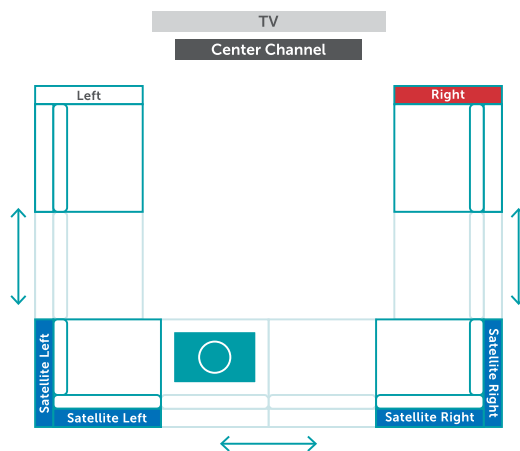 TV
Center Channel
Left
Right
Satellite Left
Satellite Left
Satellite Right
Satellite Right